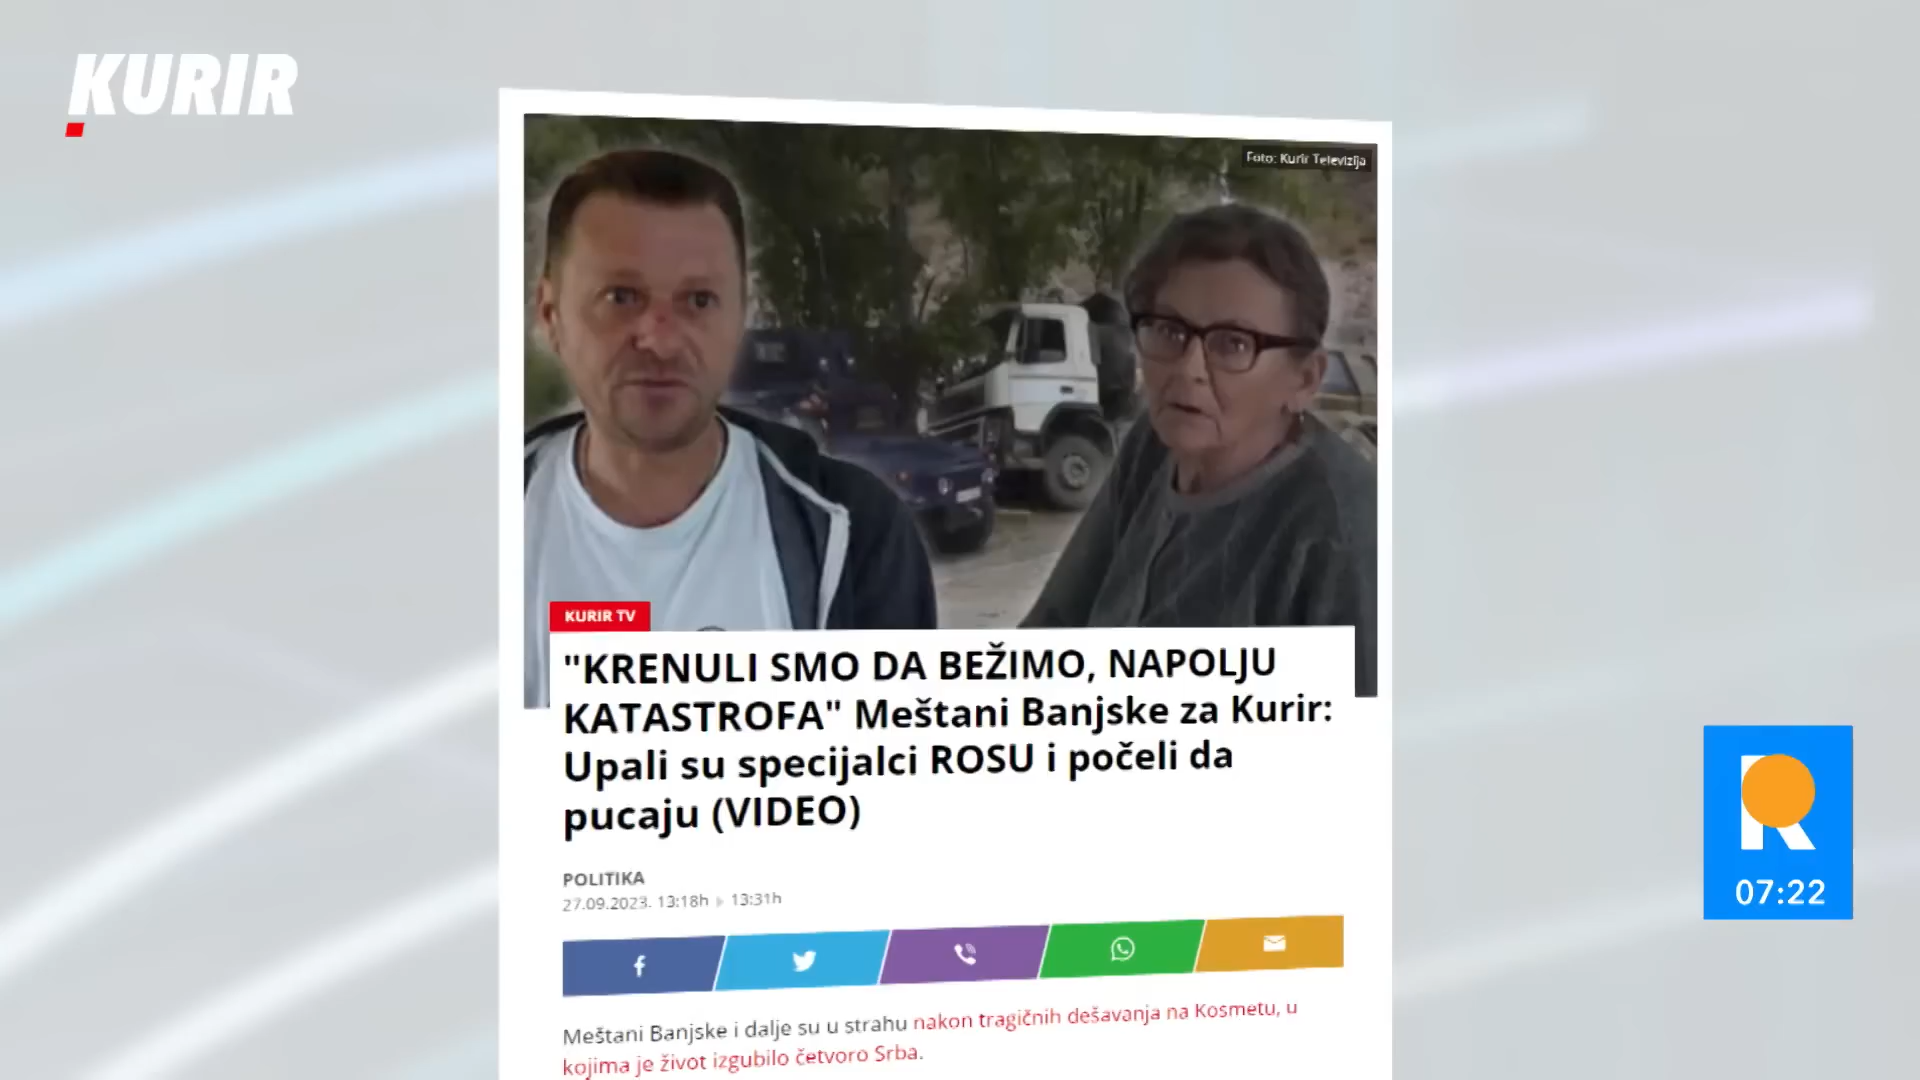 KURIR
Foto: Kurir Televizija
KURIR TV
"KRENULI SMO DA BEŽIMO, NAPOLJU
KATASTROFA" Meštani Banjske za Kurir:
Upali su specijalci ROSU i počeli da
pucaju (VIDEO)
POLITIKA
27.09.2023. 13:18h 13:31h
Meštani Banjske i dalje su u strahu nakon tragičnih dešavanja na Kosmetu, u
kojima je život izgubilo četvoro Srba.
R
07:22